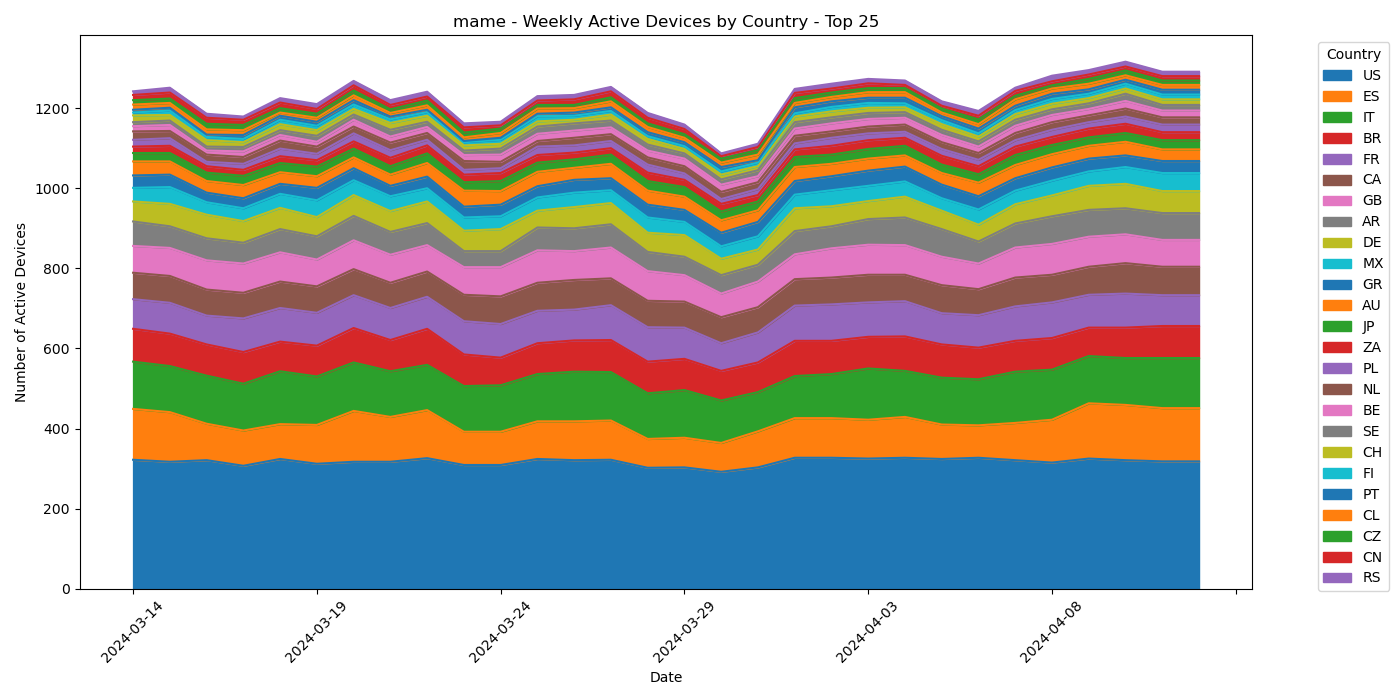 mame - Weekly Active Devices by Country - Top 25
Number of Active Devices
1200
1000
800
600
400
200
0
2024-03-14
2024-03-19
2024-03-24
2024-03-29
2024-04-03
2024-04-08
Date
Country
US
ES
IT
BR
FR
CA
GB
AR
DE
MX
GR
AU
JP
ZA
PL
NL
BE
SE
CH
FI
PT
CL
CZ
CN
RS